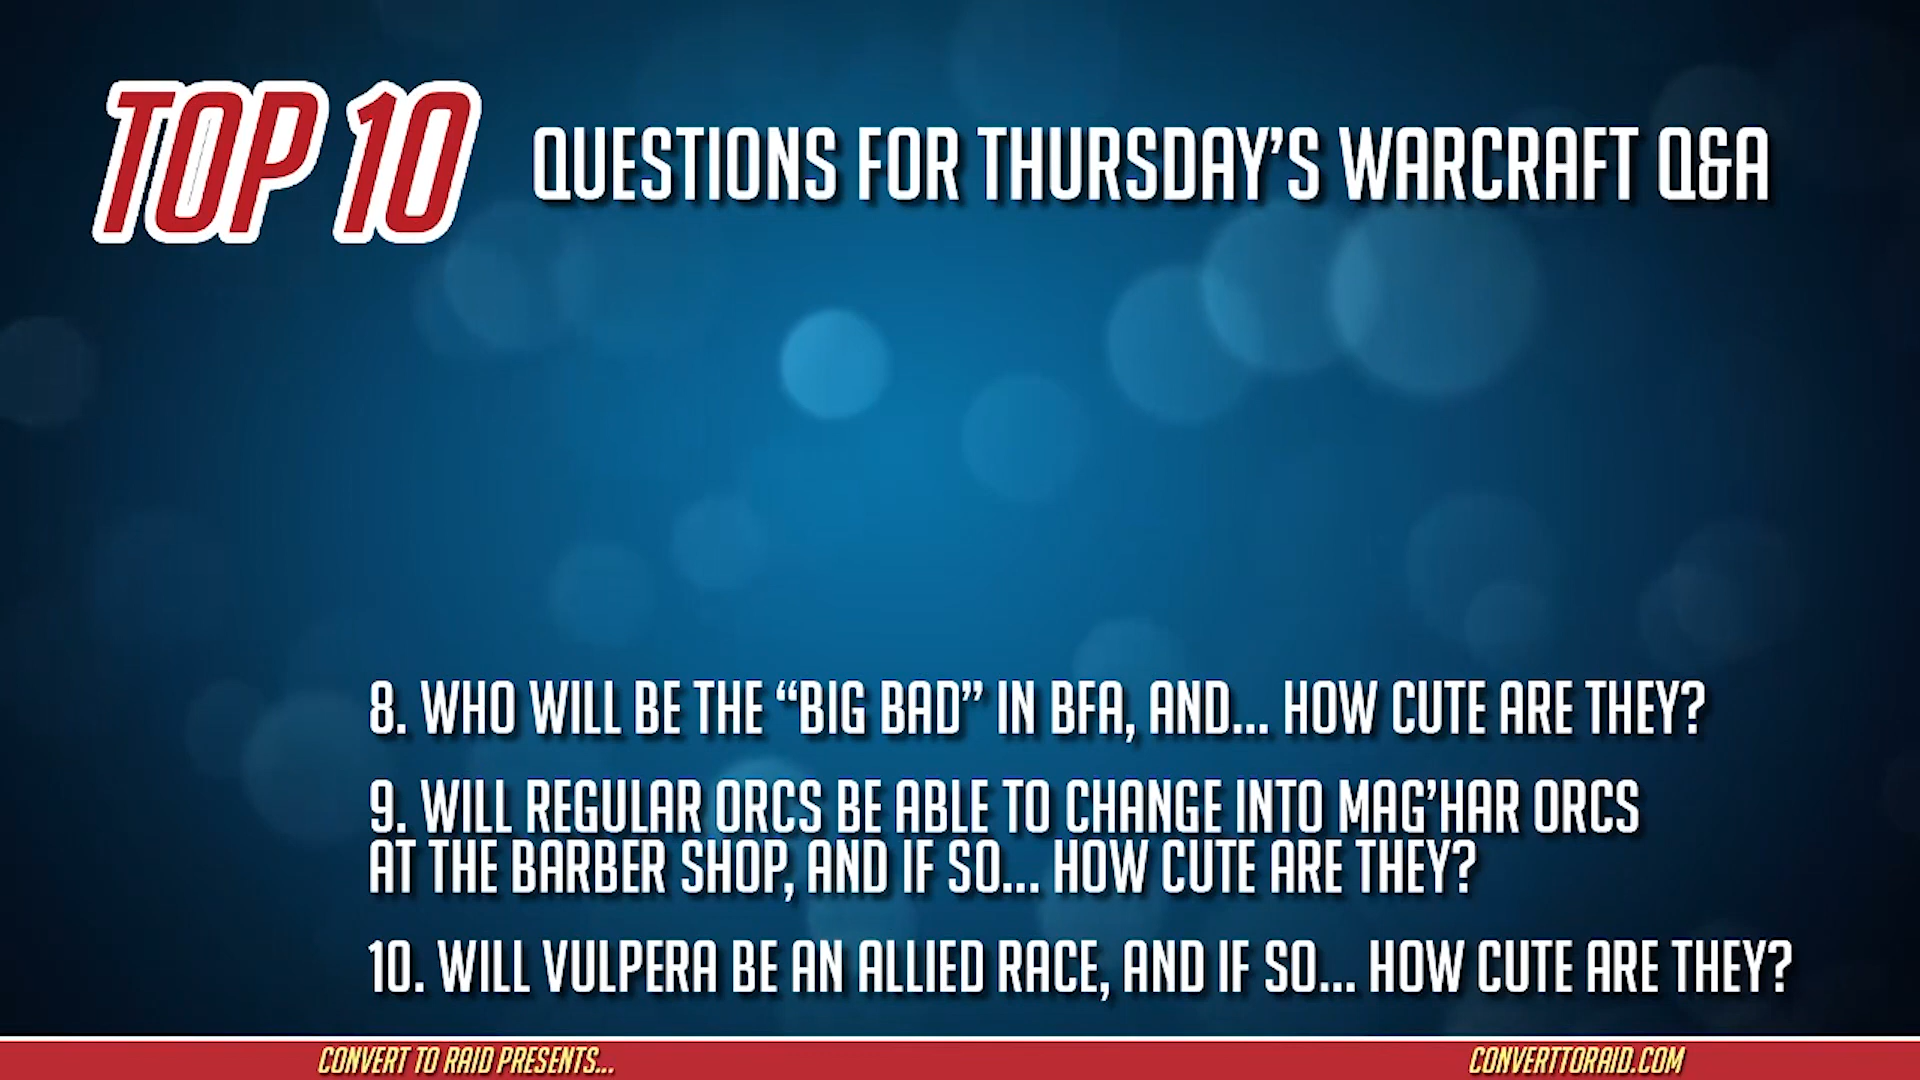 TOP 10
QUESTIONS FOR THURSDAY’S WARCRAFT Q&A
8. WHO WILL BE THE “BIG BAD” IN BFA, AND... HOW CUTE ARE THEY?
9. WILL REGULAR ORCS BE ABLE TO CHANGE INTO MAG’HAR ORCS
AT THE BARBER SHOP, AND IF SO... HOW CUTE ARE THEY?
10. WILL VULPERA BE AN ALLIED RACE, AND IF SO... HOW CUTE ARE THEY?
CONVERT TO RAID PRESENTS...
CONVERTTORAID.COM